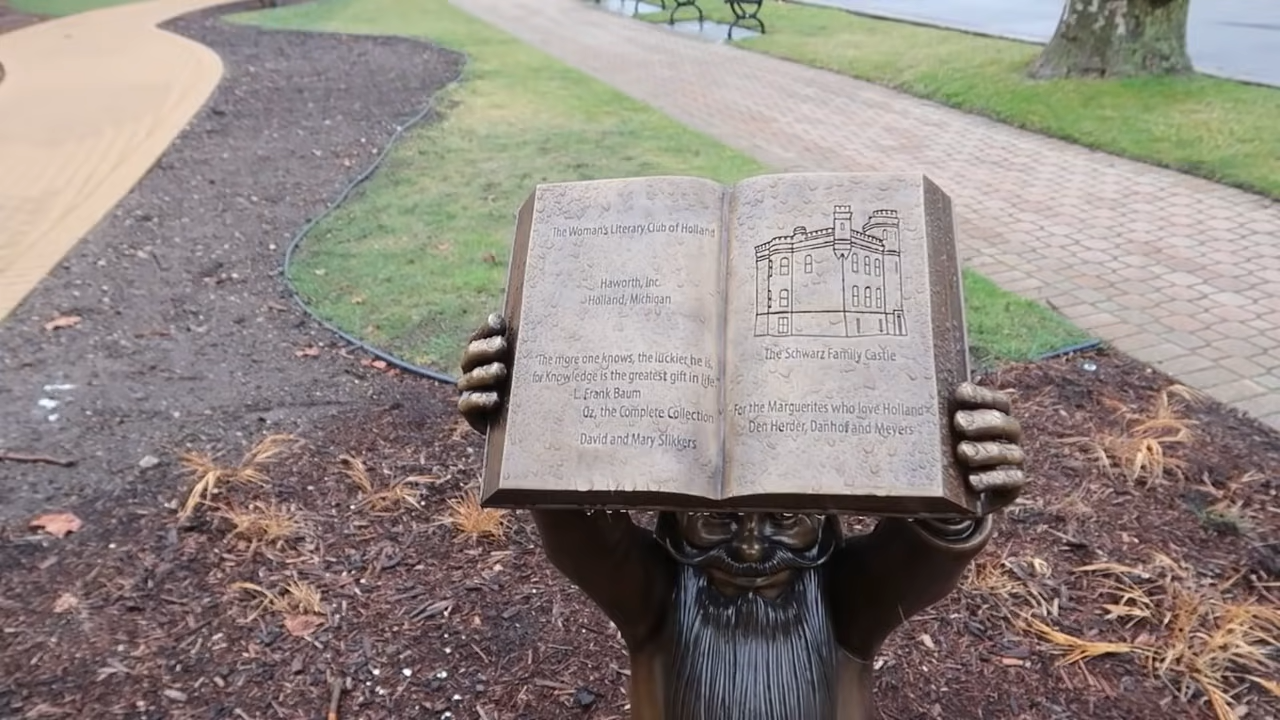 The Woman's Literary Club of Holland
Haworth, Inc.
Holland, Michigan
"The more one knows, the luckier he is,
for Knowledge is the greatest gift in life."
L. Frank Baum
Oz, the Complete Collection
David and Mary Slikkers
The Schwarz Family Castle
For the Marguerites who love Holland
Den Herder, Danhof and Meyers